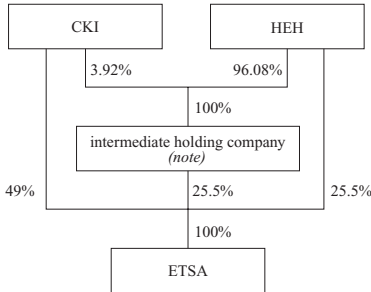 CKI
HEH
3.92%
96.08%
100%
intermediate holding company
(note)
49%
25.5%
25.5%
100%
ETSA